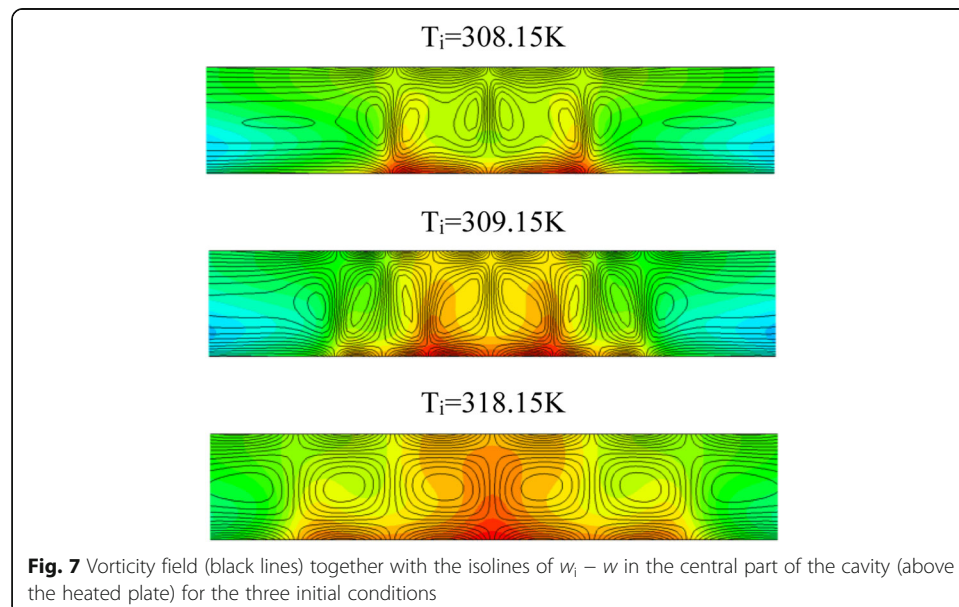 Tᵢ=308.15K
Tᵢ=309.15K
Tᵢ=318.15K
Fig. 7 Vorticity field (black lines) together with the isolines of wᵢ − w in the central part of the cavity (above
the heated plate) for the three initial conditions